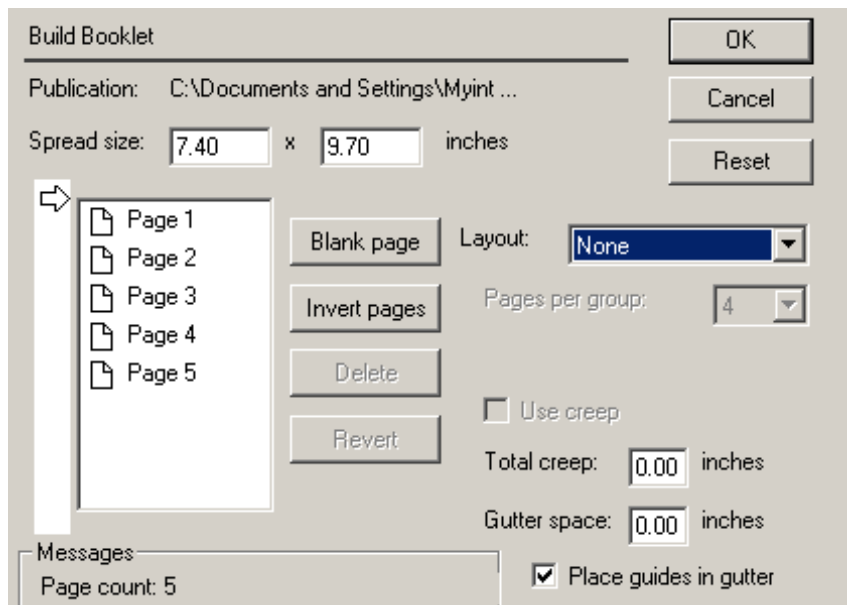 Build Booklet
OK
Publication: C:\Documents and Settings\Myint ...
Cancel
Spread size: 7.40 x 9.70 inches
Reset
Page 1
Page 2
Page 3
Page 4
Page 5
Blank page
Invert pages
Delete
Revert
Layout: None
Pages per group: 4
Use creep
Total creep: 0.00 inches
Gutter space: 0.00 inches
Place guides in gutter
Messages
Page count: 5